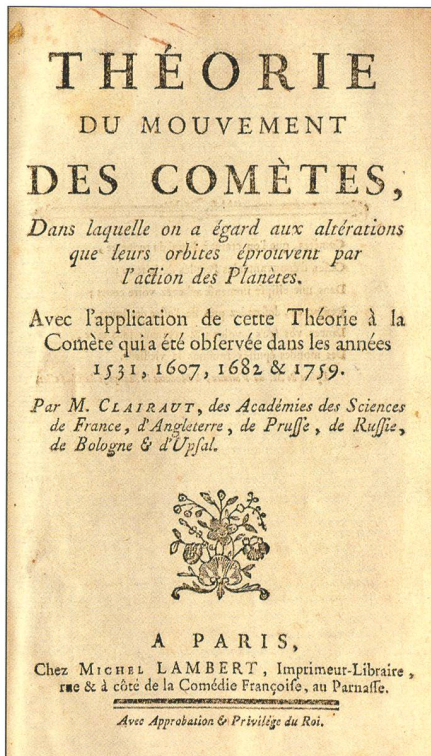 THÉORIE
DU MOUVEMENT
DES COMÈTES,
Dans laquelle on a égard aux altérations
que leurs orbites éprouvent par
l'action des Planètes.
Avec l'application de cette Théorie à la
Comète qui a été obſervée dans les années
1531, 1607, 1682 & 1759.
Par M. CLAIRAUT, des Académies des Sciences
de France, d'Angleterre, de Pruſſe, de Ruſſie,
de Bologne & d'Upſal.
A PARIS,
Chez MICHEL LAMBERT, Imprimeur-Libraire,
rue & à côté de la Comédie Françoiſe, au Parnaſſe.
Avec Approbation & Privilége du Roi.